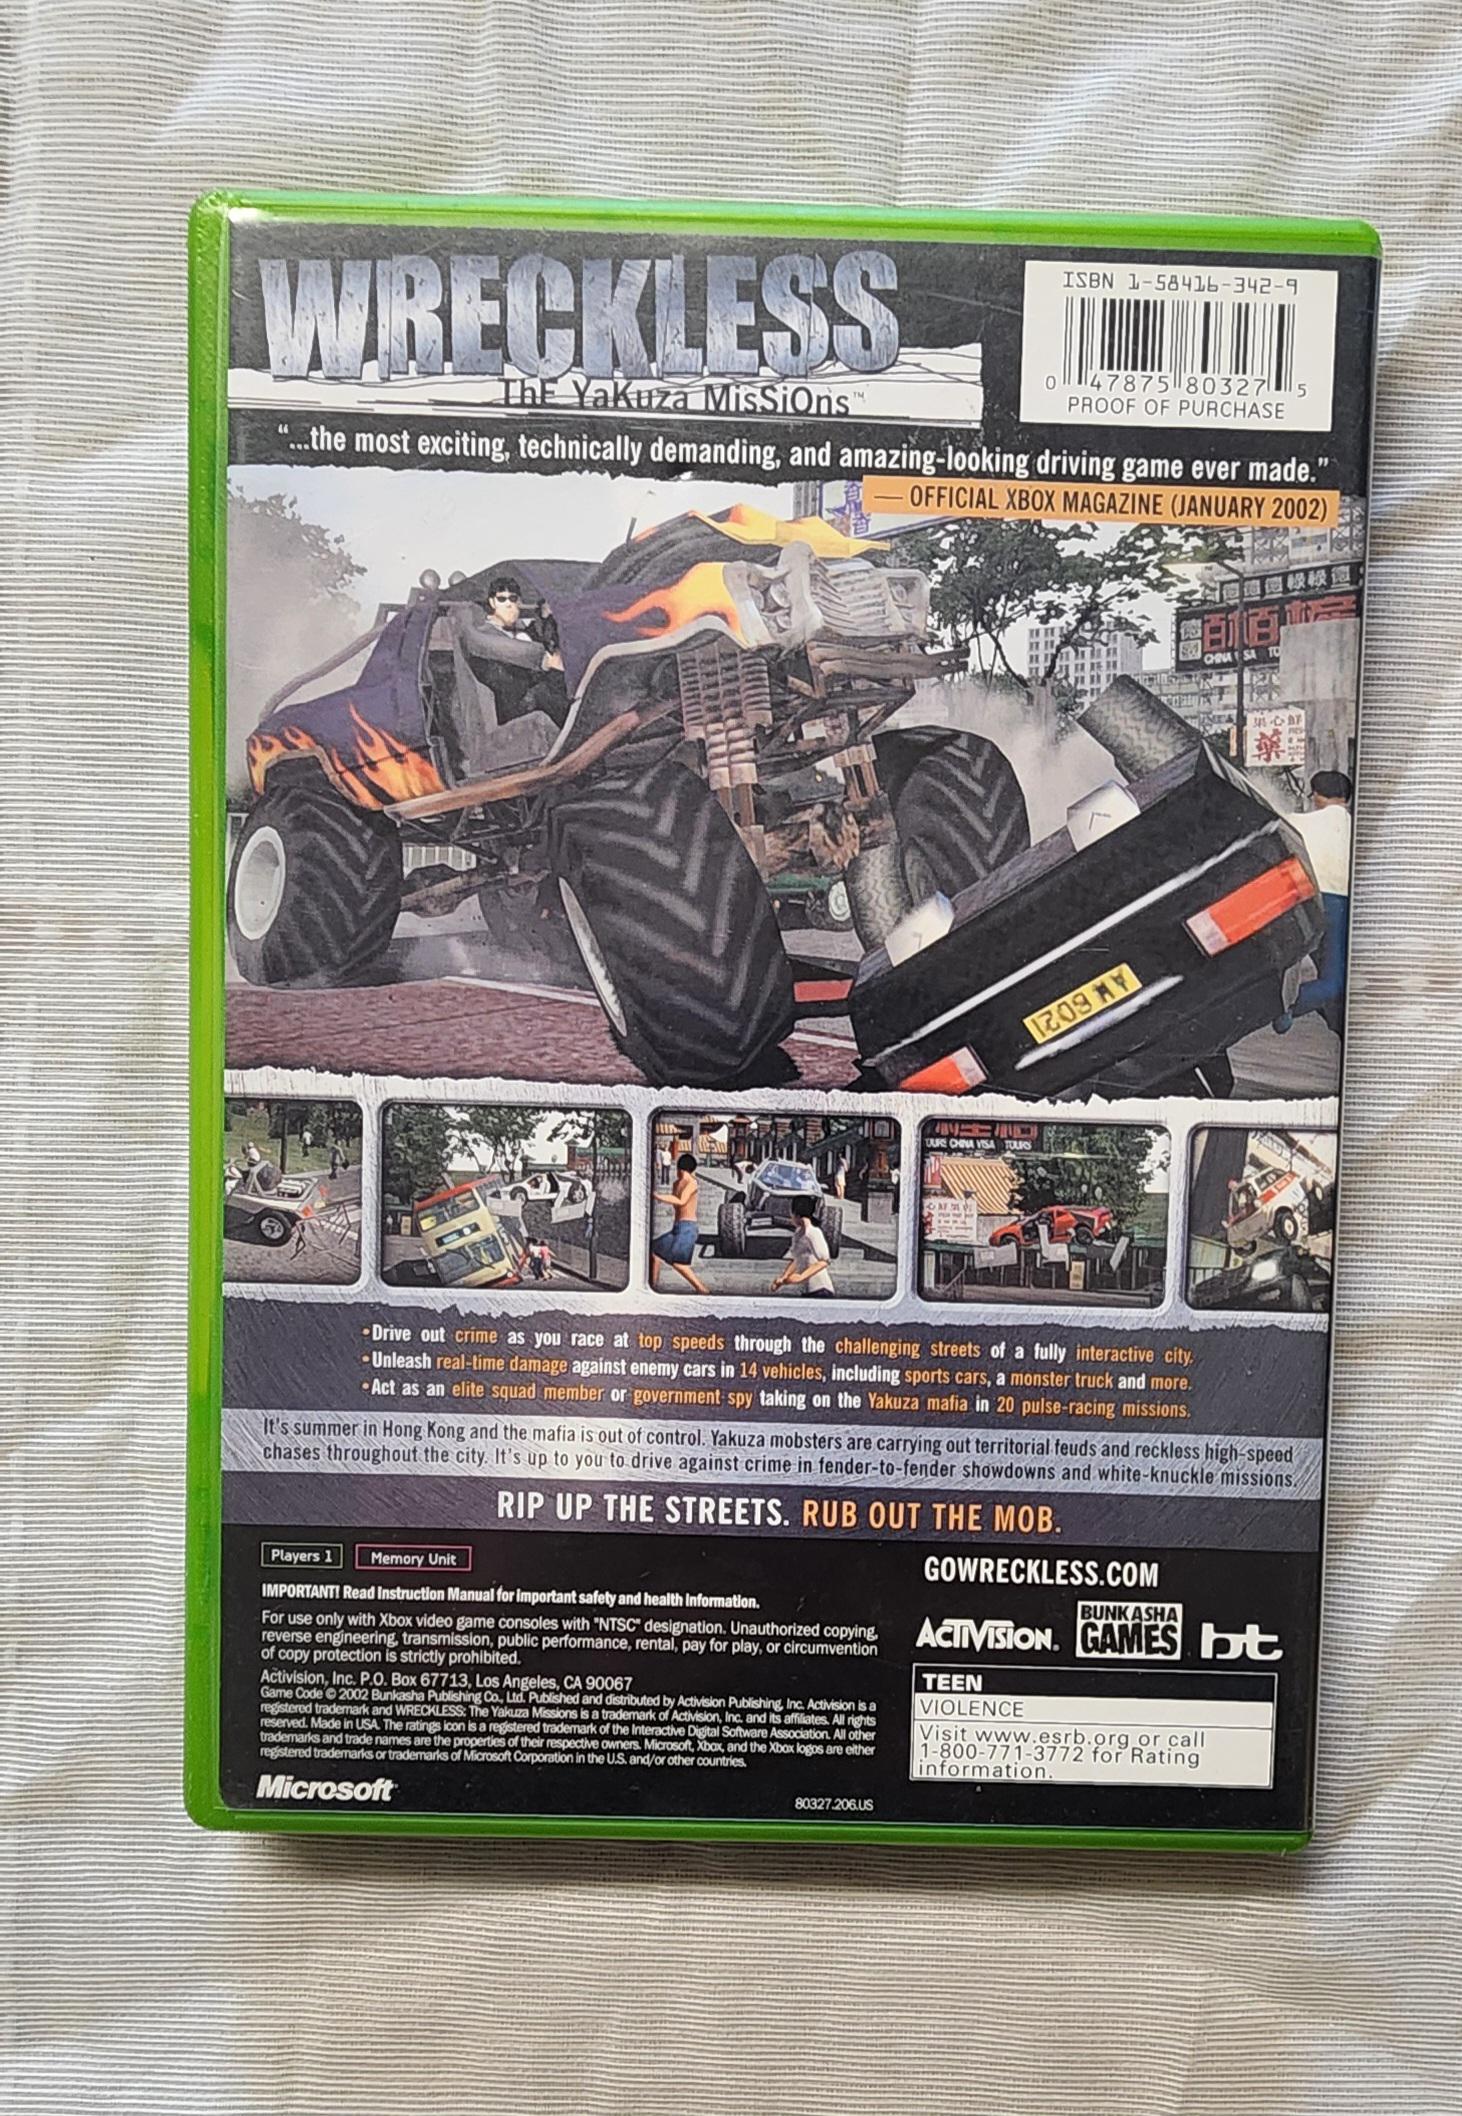 WRECKLESS
ThE YaKuza MisSiOns™
ISBN 1-58416-342-9
0 47875 80327 5
PROOF OF PURCHASE
“...the most exciting, technically demanding, and amazing-looking driving game ever made.”
— OFFICIAL XBOX MAGAZINE (JANUARY 2002)
CHINA VISA TO
AM 8021
TOURS CHINA VISA TOURS
•Drive out crime as you race at top speeds through the challenging streets of a fully interactive city.
•Unleash real-time damage against enemy cars in 14 vehicles, including sports cars, a monster truck and more.
•Act as an elite squad member or government spy taking on the Yakuza mafia in 20 pulse-racing missions.
It's summer in Hong Kong and the mafia is out of control. Yakuza mobsters are carrying out territorial feuds and reckless high-speed
chases throughout the city. It's up to you to drive against crime in fender-to-fender showdowns and white-knuckle missions.
RIP UP THE STREETS. RUB OUT THE MOB.
Players 1
Memory Unit
IMPORTANT! Read Instruction Manual for important safety and health information.
For use only with Xbox video game consoles with "NTSC" designation. Unauthorized copying,
reverse engineering, transmission, public performance, rental, pay for play, or circumvention
of copy protection is strictly prohibited.
Activision, Inc. P.O. Box 67713, Los Angeles, CA 90067
Game Code © 2002 Bunkasha Publishing Co., Ltd. Published and distributed by Activision Publishing, Inc. Activision is a
registered trademark and WRECKLESS: The Yakuza Missions is a trademark of Activision, Inc. and its affiliates. All rights
reserved. Made in USA. The ratings icon is a registered trademark of the Interactive Digital Software Association. All other
trademarks and trade names are the properties of their respective owners. Microsoft, Xbox, and the Xbox logos are either
registered trademarks or trademarks of Microsoft Corporation in the U.S. and/or other countries.
Microsoft
80327.206.US
GOWRECKLESS.COM
ACTIVISION.
BUNKASHA
GAMES
bt
TEEN
VIOLENCE
Visit www.esrb.org or call
1-800-771-3772 for Rating
information.